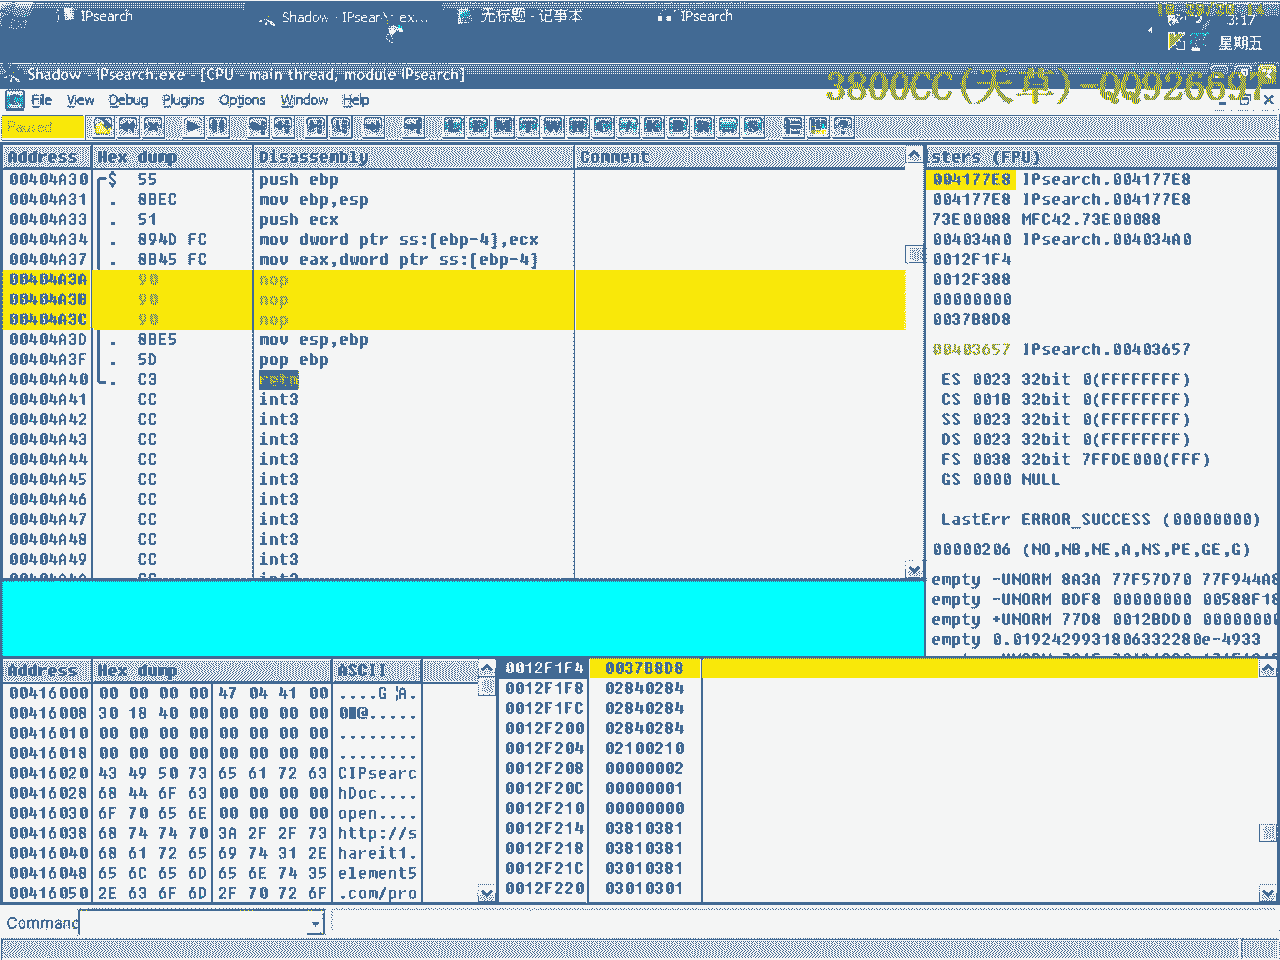 IPsearch
Shadow - IPsearch.ex...
无标题 - 记事本
IPsearch
3:17
星期五
Shadow - IPsearch.exe - [CPU - main thread, module IPsearch]
3800CC(天草)-QQ926697
File View Debug Plugins Options Window Help
Paused
Address Hex dump Disassembly Comment
00404A30 $ 55 push ebp
00404A31 . 8BEC mov ebp,esp
00404A33 . 51 push ecx
00404A34 . 894D FC mov dword ptr ss:[ebp-4],ecx
00404A37 . 8B45 FC mov eax,dword ptr ss:[ebp-4]
00404A3A 90 nop
00404A3B 90 nop
00404A3C 90 nop
00404A3D . 8BE5 mov esp,ebp
00404A3F . 5D pop ebp
00404A40 . C3 retn
00404A41 CC int3
00404A42 CC int3
00404A43 CC int3
00404A44 CC int3
00404A45 CC int3
00404A46 CC int3
00404A47 CC int3
00404A48 CC int3
00404A49 CC int3
00404A4A CC int3
sters (FPU)
004177E8 IPsearch.004177E8
004177E8 IPsearch.004177E8
73E00088 MFC42.73E00088
004034A0 IPsearch.004034A0
0012F1F4
0012F388
00000000
0037B8D8
00403657 IPsearch.00403657
ES 0023 32bit 0(FFFFFFFF)
CS 001B 32bit 0(FFFFFFFF)
SS 0023 32bit 0(FFFFFFFF)
DS 0023 32bit 0(FFFFFFFF)
FS 0038 32bit 7FFDE000(FFF)
GS 0000 NULL
LastErr ERROR_SUCCESS (00000000)
00000206 (NO,NB,NE,A,NS,PE,GE,G)
empty -UNORM 8A3A 77F57D70 77F944A8
empty -UNORM BDF8 00000000 00588F18
empty +UNORM 77D8 0012BDD0 00000000
empty 0.0192429931806332280e-4933
Address Hex dump ASCII
00416000 00 00 00 00 47 04 41 00 ....G A.
00416008 30 18 40 00 00 00 00 00 0 @.....
00416010 00 00 00 00 00 00 00 00 ........
00416018 00 00 00 00 00 00 00 00 ........
00416020 43 49 50 73 65 61 72 63 CIPsearc
00416028 68 44 6F 63 00 00 00 00 hDoc....
00416030 6F 70 65 6E 00 00 00 00 open....
00416038 68 74 74 70 3A 2F 2F 73 http://s
00416040 68 61 72 65 69 74 31 2E hareit1.
00416048 65 6C 65 6D 65 6E 74 35 element5
00416050 2E 63 6F 6D 2F 70 72 6F .com/pro
0012F1F4 0037B8D8
0012F1F8 02840284
0012F1FC 02840284
0012F200 02840284
0012F204 02100210
0012F208 00000002
0012F20C 00000001
0012F210 00000000
0012F214 03810381
0012F218 03810381
0012F21C 03010381
0012F220 03010301
Command